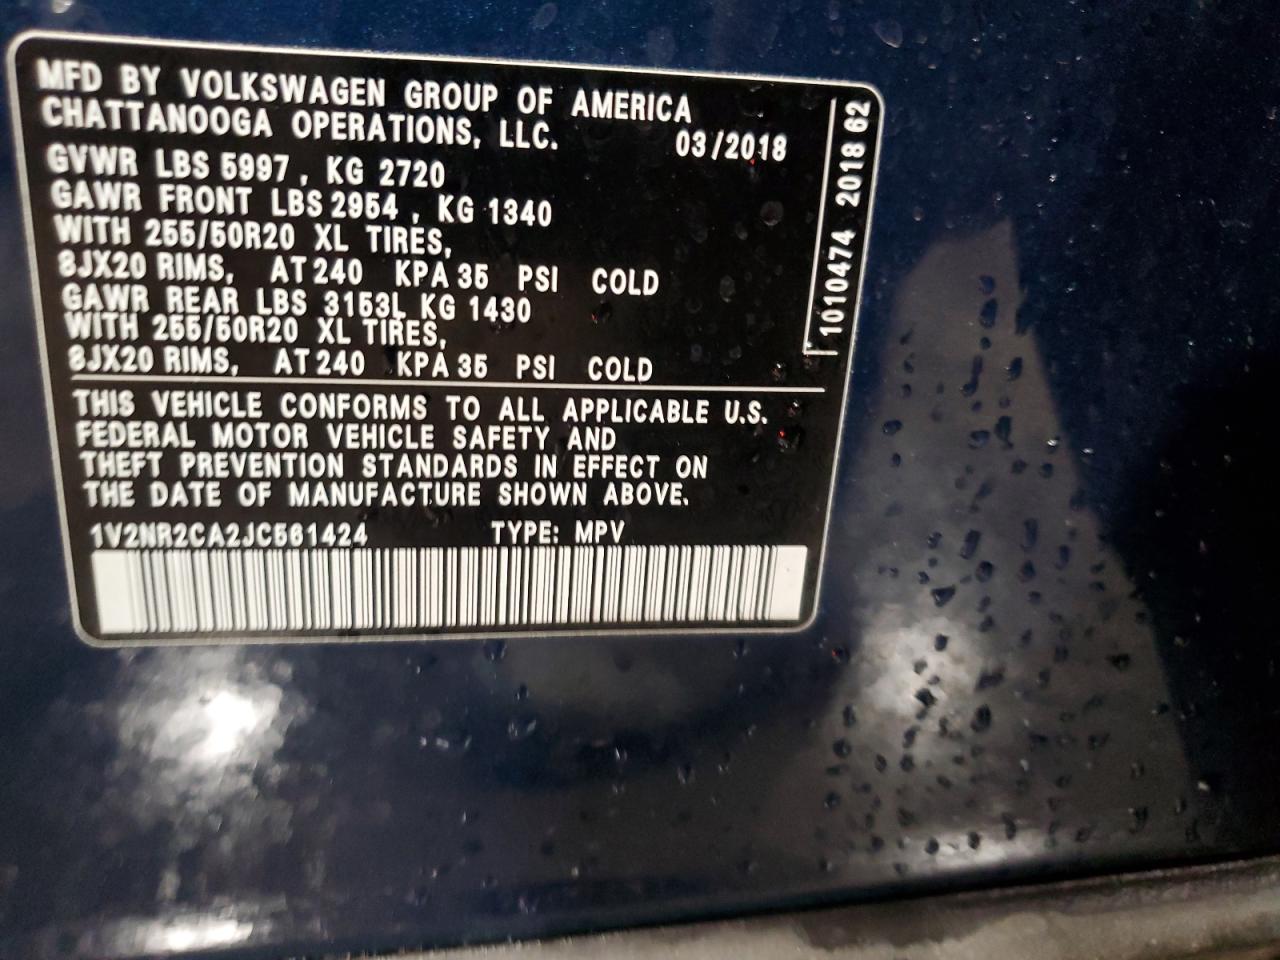 MFD BY VOLKSWAGEN GROUP OF AMERICA
CHATTANOOGA OPERATIONS, LLC.
03/2018
GVWR LBS 5997, KG 2720
GAWR FRONT LBS 2954, KG 1340
WITH 255/50R20 XL TIRES,
8JX20 RIMS, AT 240 KPA 35 PSI COLD
GAWR REAR LBS 3153L KG 1430
WITH 255/50R20 XL TIRES,
8JX20 RIMS, AT 240 KPA 35 PSI COLD
THIS VEHICLE CONFORMS TO ALL APPLICABLE U.S.
FEDERAL MOTOR VEHICLE SAFETY AND
THEFT PREVENTION STANDARDS IN EFFECT ON
THE DATE OF MANUFACTURE SHOWN ABOVE.
1V2NR2CA2JC561424 TYPE: MPV
1010474 2018 62